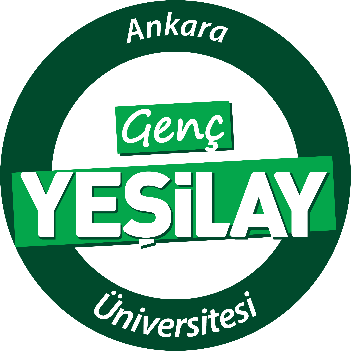 Ankara
Genç
YEŞiLAY
Üniversitesi